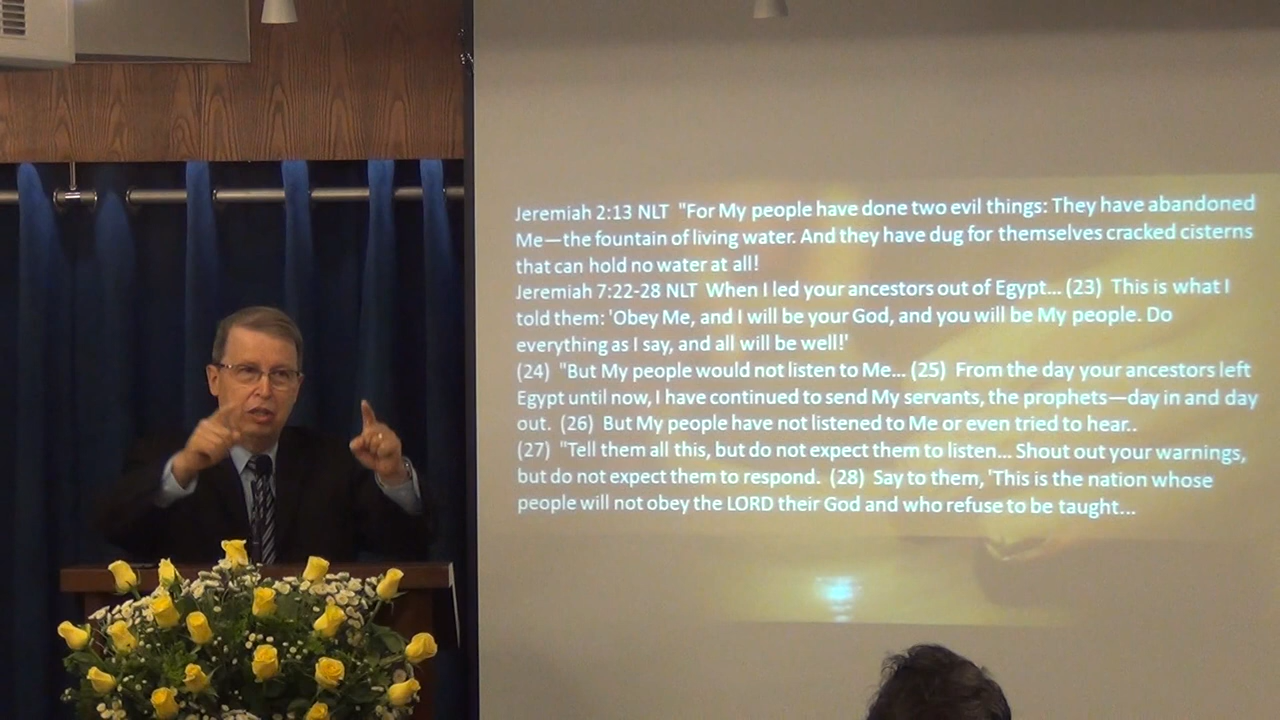 Jeremiah 2:13 NLT  "For My people have done two evil things: They have abandoned
Me—the fountain of living water. And they have dug for themselves cracked cisterns
that can hold no water at all!
Jeremiah 7:22-28 NLT  When I led your ancestors out of Egypt... (23)  This is what I
told them: 'Obey Me, and I will be your God, and you will be My people. Do
everything as I say, and all will be well!'
(24)  "But My people would not listen to Me... (25)  From the day your ancestors left
Egypt until now, I have continued to send My servants, the prophets—day in and day
out.  (26)  But My people have not listened to Me or even tried to hear..
(27)  "Tell them all this, but do not expect them to listen... Shout out your warnings,
but do not expect them to respond.  (28)  Say to them, 'This is the nation whose
people will not obey the LORD their God and who refuse to be taught...